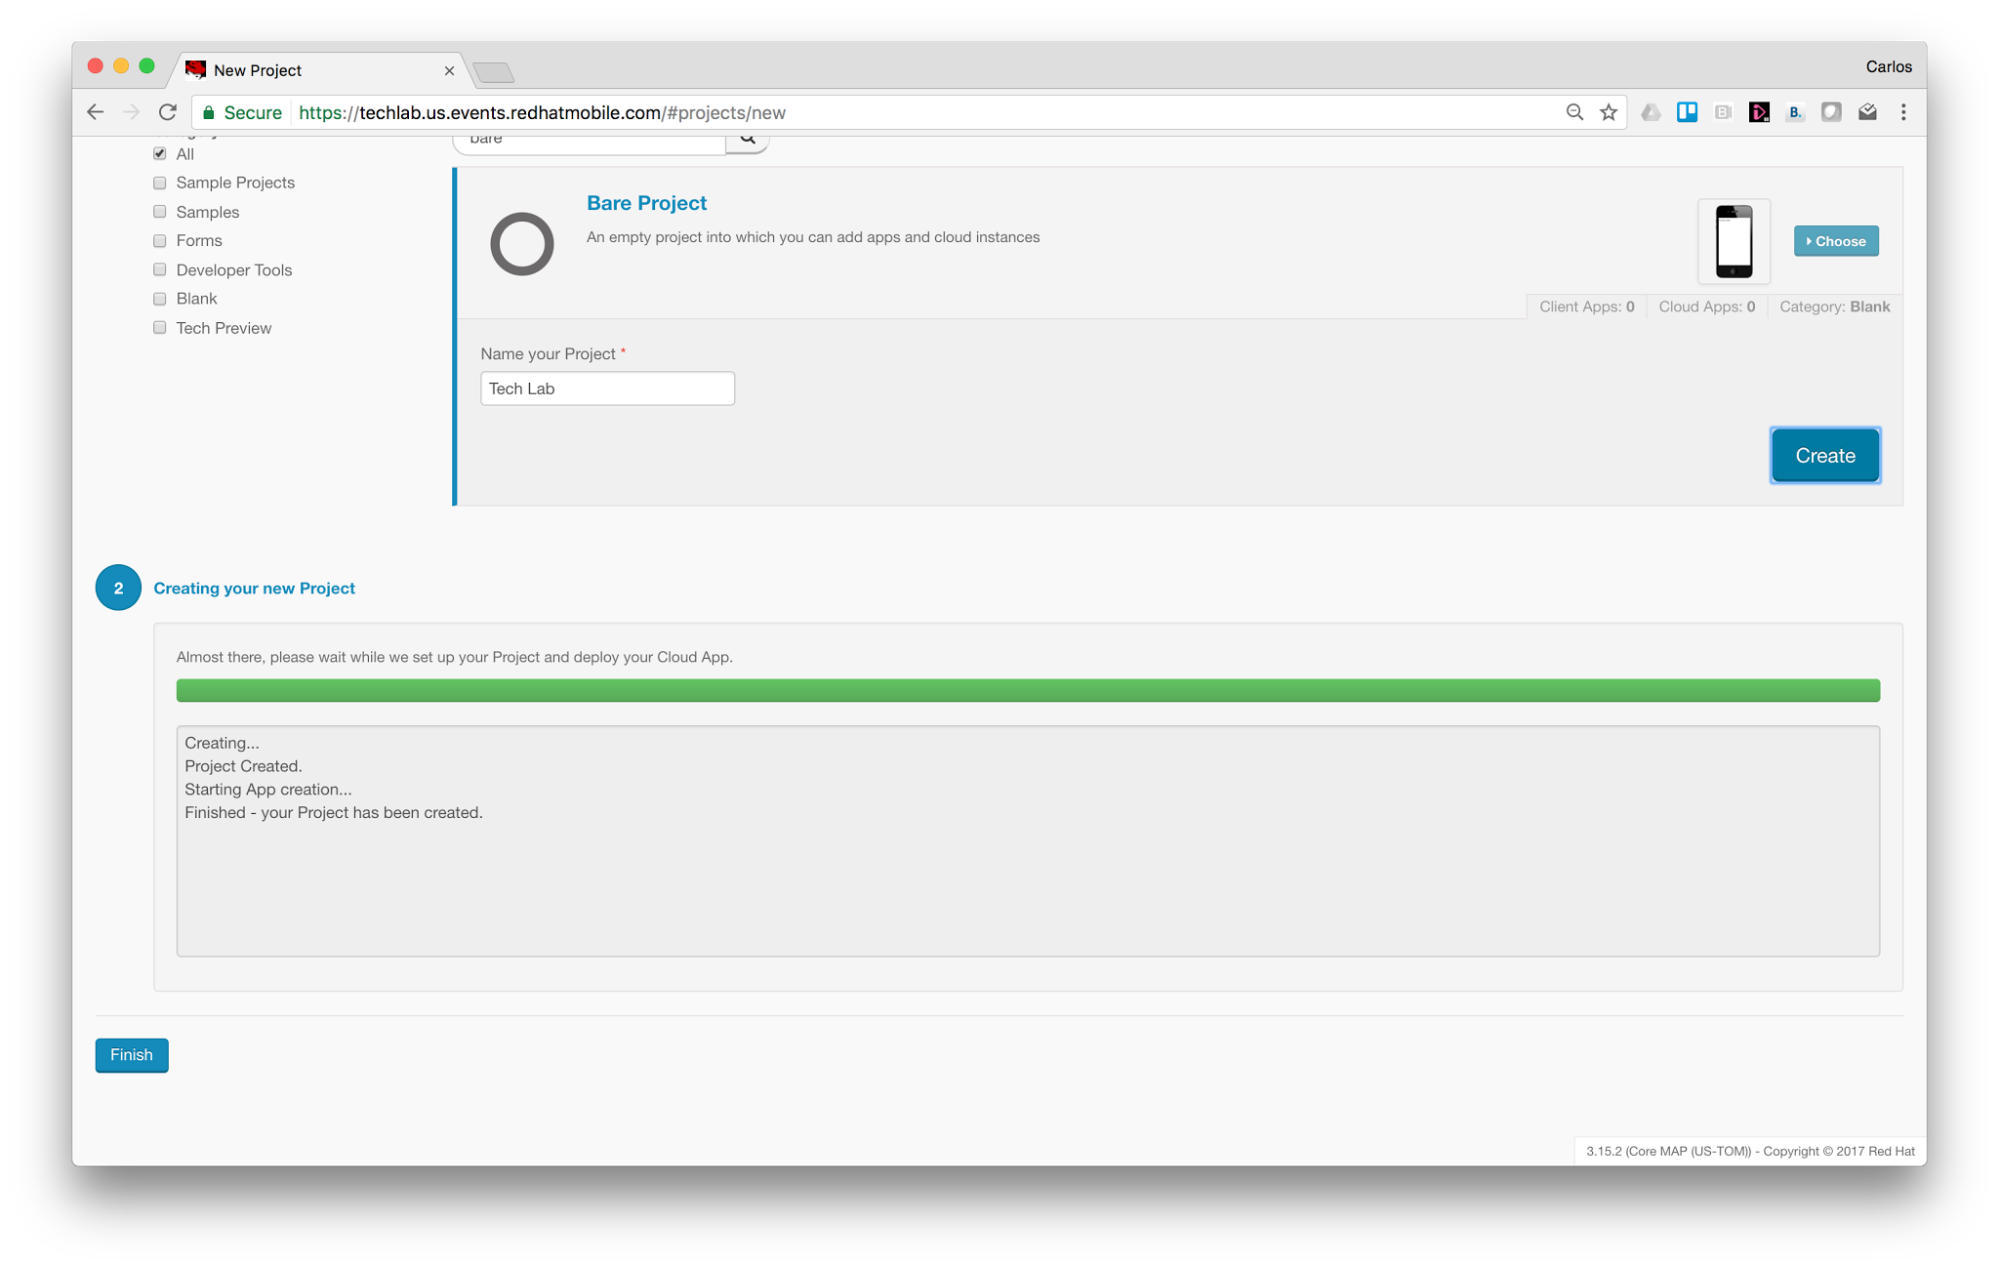 New Project
Carlos
Secure https://techlab.us.events.redhatmobile.com/#projects/new
bare
All
Sample Projects
Samples
Forms
Developer Tools
Blank
Tech Preview
Bare Project
An empty project into which you can add apps and cloud instances
Choose
Client Apps: 0 Cloud Apps: 0 Category: Blank
Name your Project *
Tech Lab
Create
2 Creating your new Project
Almost there, please wait while we set up your Project and deploy your Cloud App.
Creating...
Project Created.
Starting App creation...
Finished - your Project has been created.
Finish
3.15.2 (Core MAP (US-TOM)) - Copyright © 2017 Red Hat